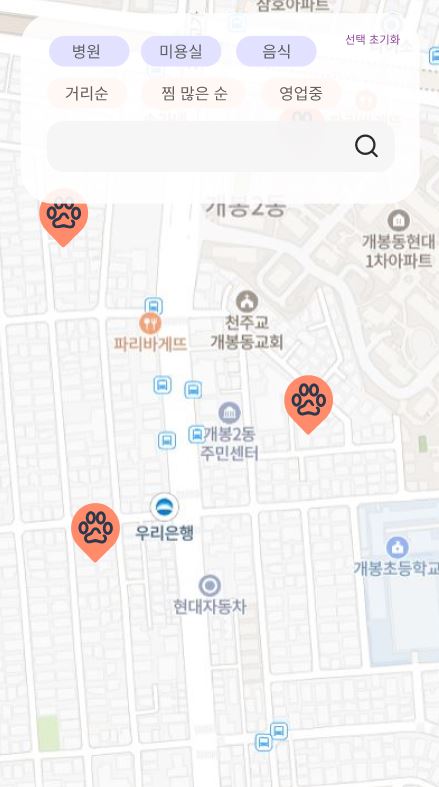 삼호아파트
선택 초기화
병원 미용실 음식
거리순 찜 많은 순 영업중
개봉2동
개봉동현대
1차아파트
천주교
개봉동교회
파리바게뜨
개봉2동
주민센터
우리은행
개봉초등학교
현대자동차